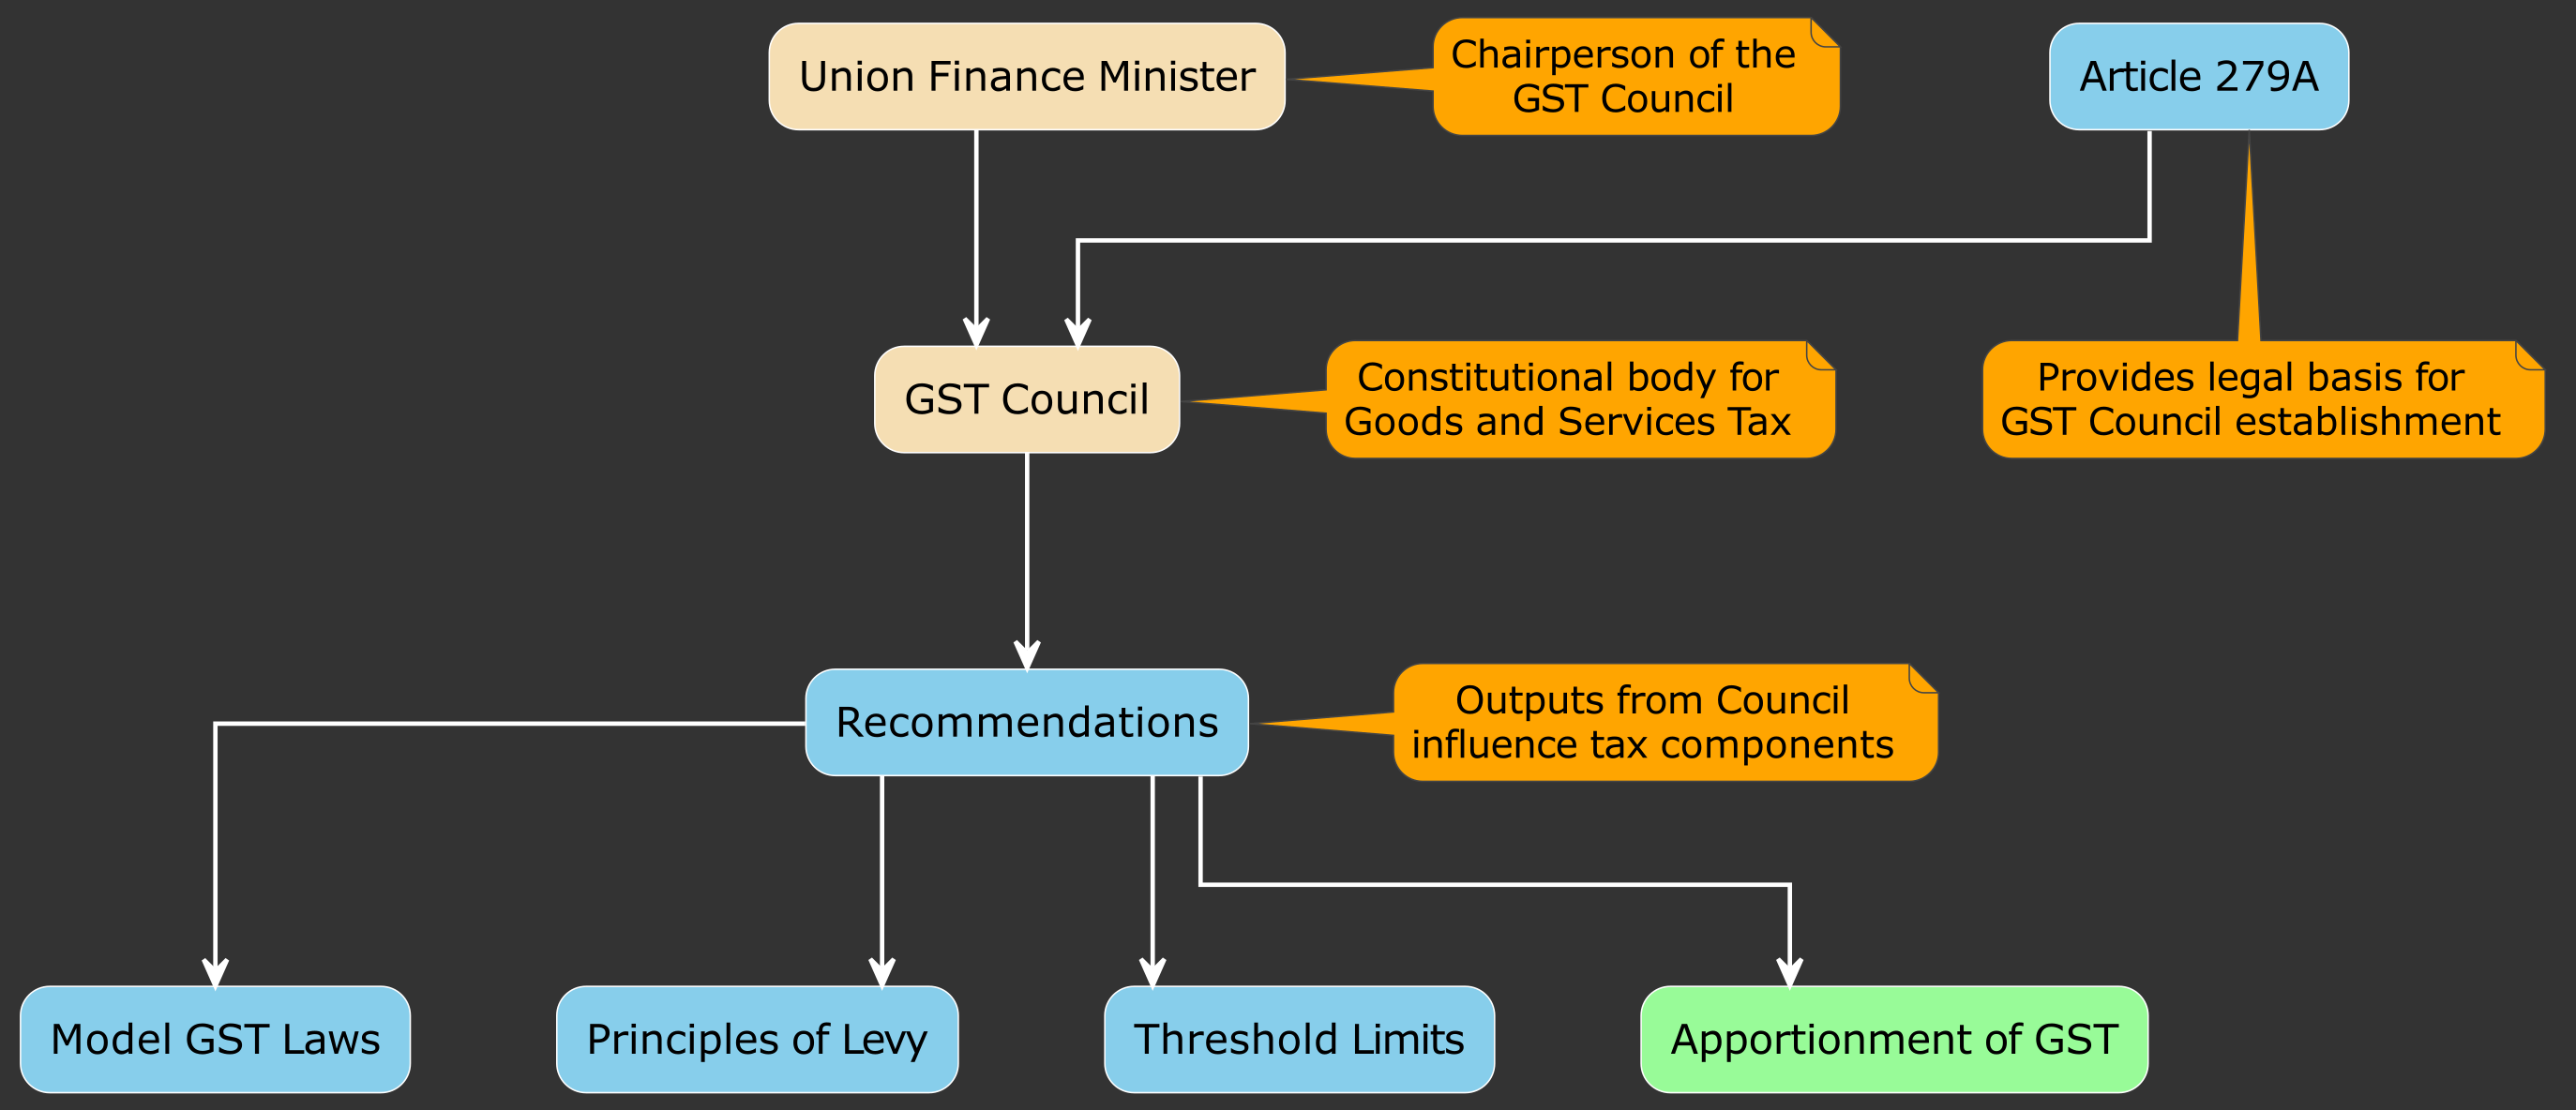 Union Finance Minister
Chairperson of the
GST Council
Article 279A
GST Council
Constitutional body for
Goods and Services Tax
Provides legal basis for
GST Council establishment
Recommendations
Outputs from Council
influence tax components
Model GST Laws
Principles of Levy
Threshold Limits
Apportionment of GST